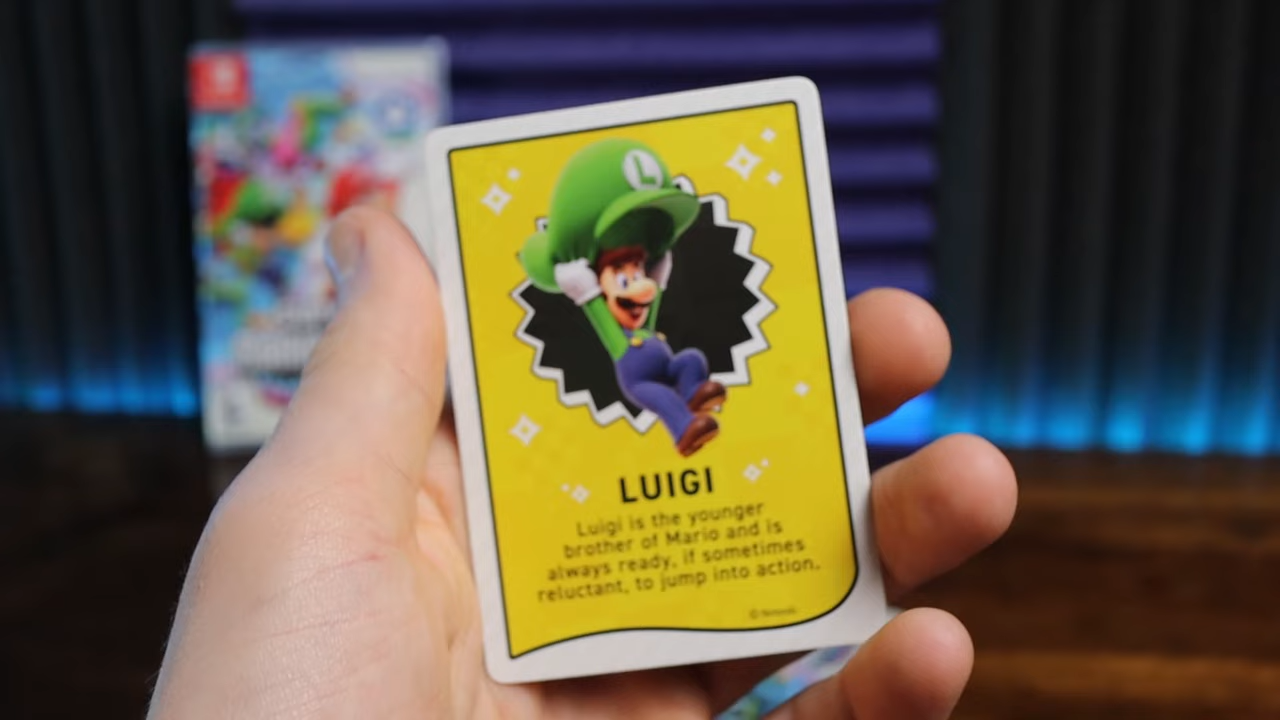 L
LUIGI
Luigi is the younger
brother of Mario and is
always ready, if sometimes
reluctant, to jump into action.
© Nintendo